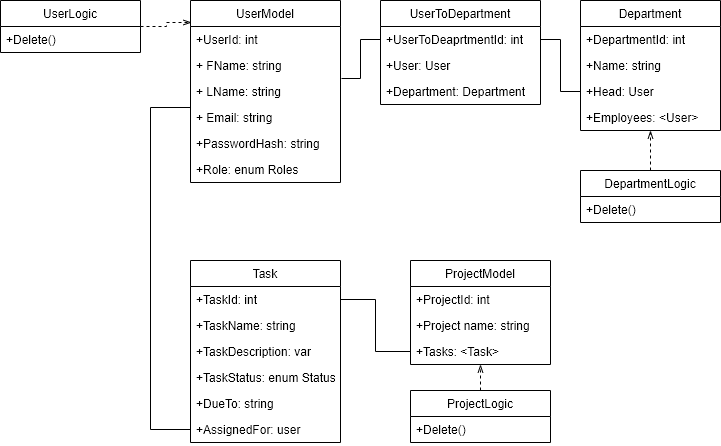 UserLogic
+Delete()
UserModel
+UserId: int
+ FName: string
+ LName: string
+ Email: string
+PasswordHash: string
+Role: enum Roles
UserToDepartment
+UserToDeaprtmentId: int
+User: User
+Department: Department
Department
+DepartmentId: int
+Name: string
+Head: User
+Employees: <User>
DepartmentLogic
+Delete()
Task
+TaskId: int
+TaskName: string
+TaskDescription: var
+TaskStatus: enum Status
+DueTo: string
+AssignedFor: user
ProjectModel
+ProjectId: int
+Project name: string
+Tasks: <Task>
ProjectLogic
+Delete()